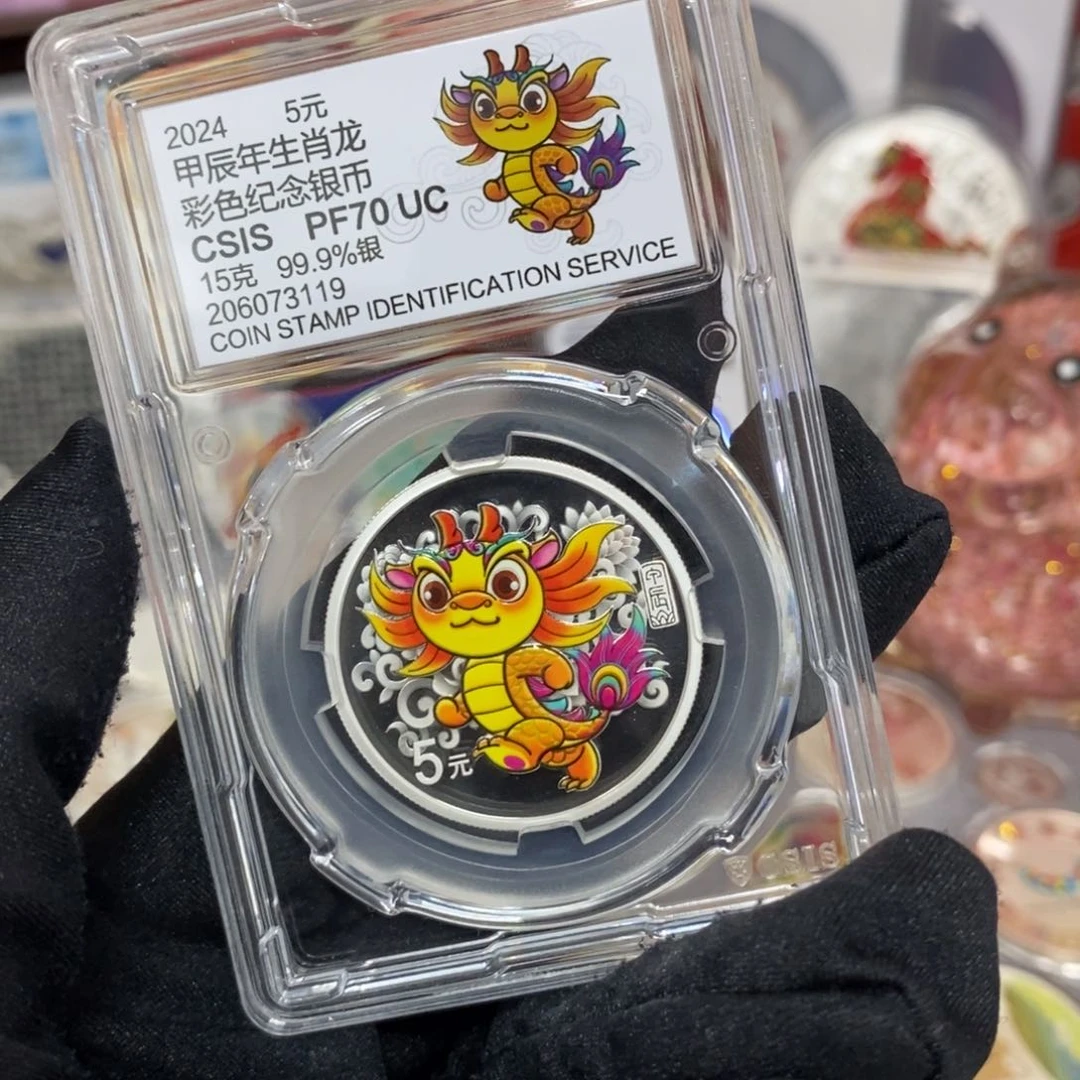 2024 5元
甲辰年生肖龙
彩色纪念银币
CSIS PF70 UC
15克 99.9%银
206073119
COIN STAMP IDENTIFICATION SERVICE
5元
CSIS